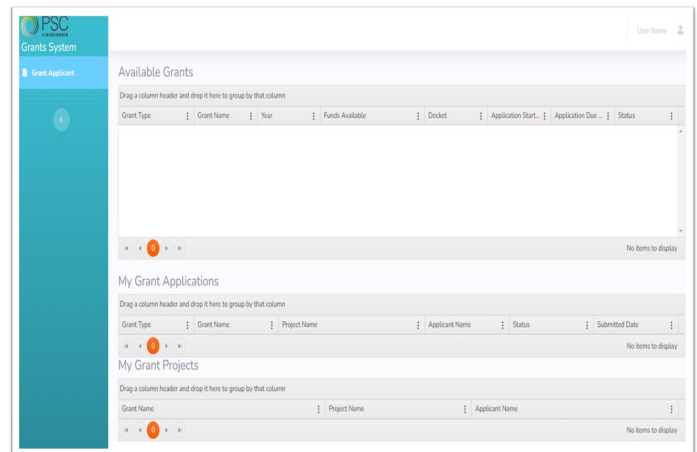 PSC
OF WISCONSIN
Grants System
User Name
Grant Applicant
Available Grants
Drag a column header and drop it here to group by that column
Grant Type Grant Name Year Funds Available Docket Application Start... Application Due ... Status
0 No items to display
My Grant Applications
Drag a column header and drop it here to group by that column
Grant Type Grant Name Project Name Applicant Name Status Submitted Date
0 No items to display
My Grant Projects
Drag a column header and drop it here to group by that column
Grant Name Project Name Applicant Name
0 No items to display